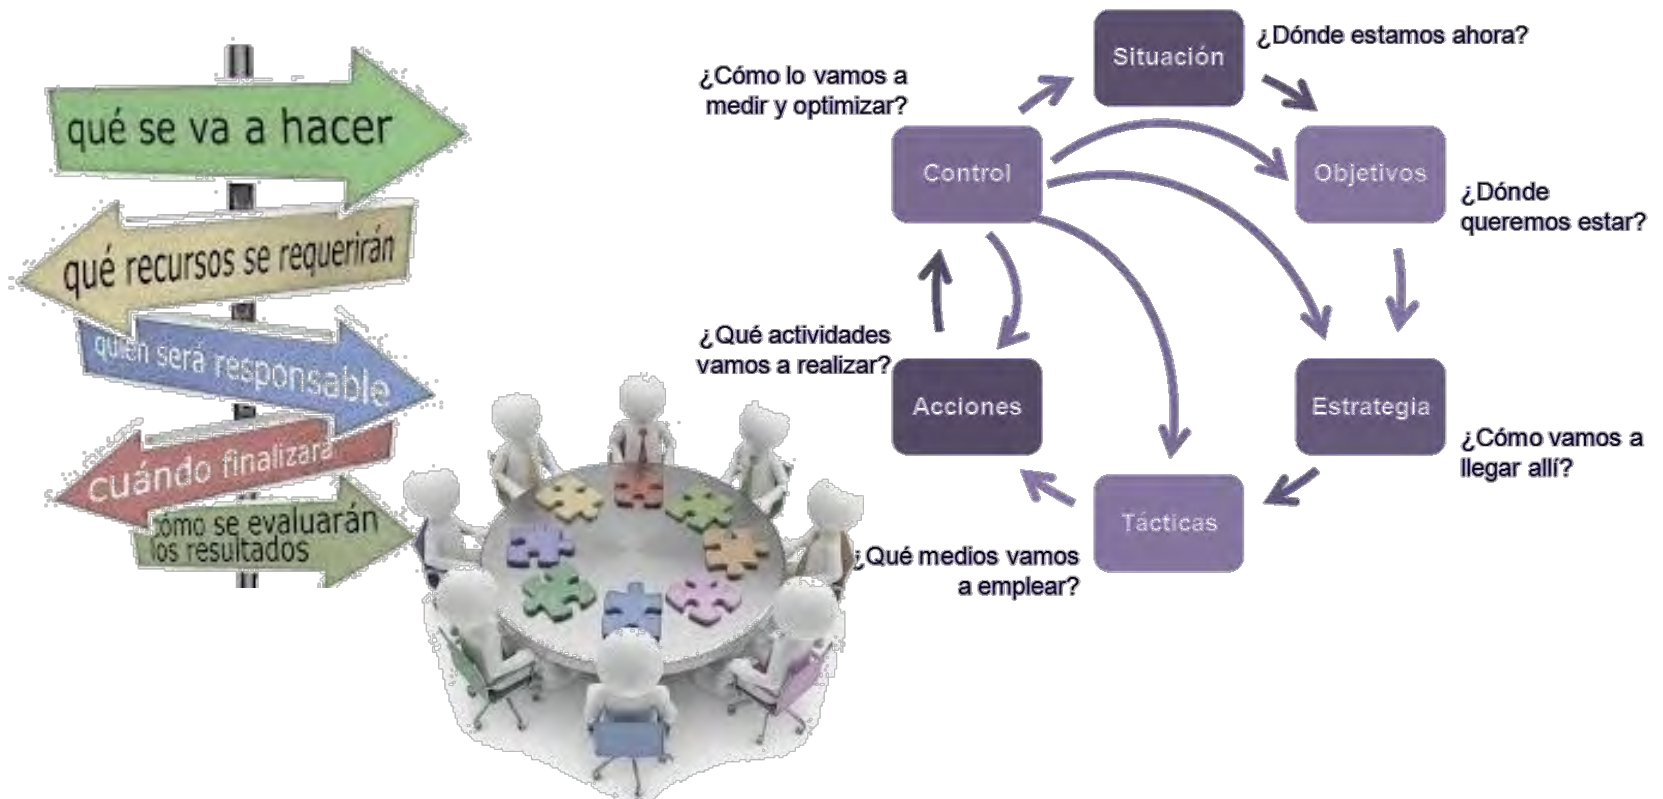 qué se va a hacer
qué recursos se requerirán
quién será responsable
cuándo finalizará
cómo se evaluarán
los resultados
Situación
¿Dónde estamos ahora?
¿Cómo lo vamos a
medir y optimizar?
Control
Objetivos
¿Dónde
queremos estar?
¿Qué actividades
vamos a realizar?
Acciones
Estrategia
¿Cómo vamos a
llegar allí?
Tácticas
¿Qué medios vamos
a emplear?